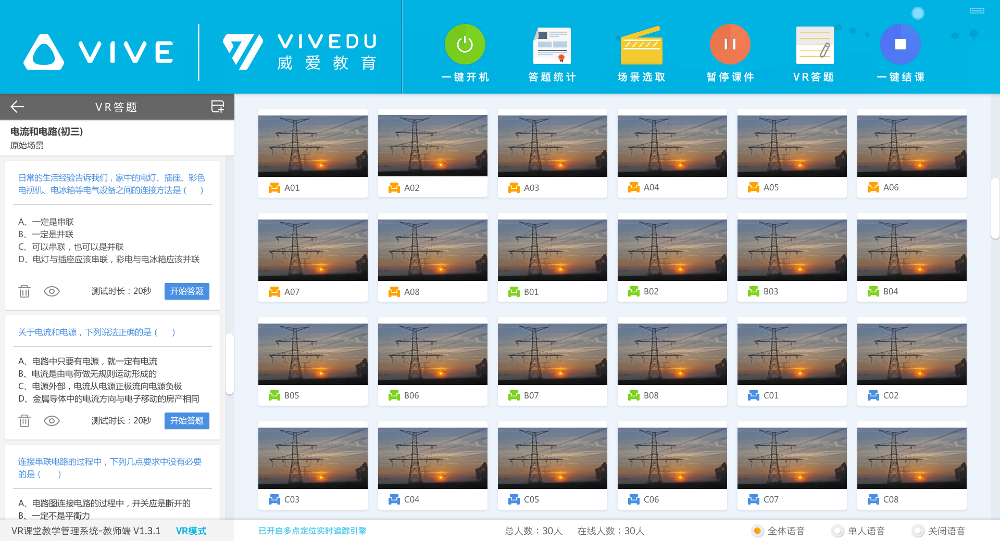 VIVE
VIVEDU
威爱教育
一键开机
答题统计
场景选取
暂停课件
VR答题
一键结课
VR答题
电流和电路(初三)
原始场景
日常的生活经验告诉我们，家中的电灯、插座、彩色
电视机、电冰箱等电气设备之间的连接方法是 (      )
A、一定是串联
B、一定是并联
C、可以串联，也可以是并联
D、电灯与插座应该串联，彩电与电冰箱应该并联
测试时长：20秒
开始答题
关于电流和电源，下列说法正确的是 (      )
A、电路中只要有电源，就一定有电流
B、电流是由电荷做无规则运动形成的
C、电源外部，电流从电源正极流向电源负极
D、金属导体中的电流方向与电子移动的房产相同
测试时长：20秒
开始答题
连接串联电路的过程中，下列几点要求中没有必要
的是 (       )
A、电路图连接电路的过程中，开关应是断开的
B、一定不是平衡力
A01
A02
A03
A04
A05
A06
A07
A08
B01
B02
B03
B04
B05
B06
B07
B08
C01
C02
C03
C04
C05
C06
C07
C08
VR课堂教学管理系统-教师端 V1.3.1
VR模式
已开启多点定位实时追踪引擎
总人数：30人
在线人数：30人
全体语音
单人语音
关闭语音